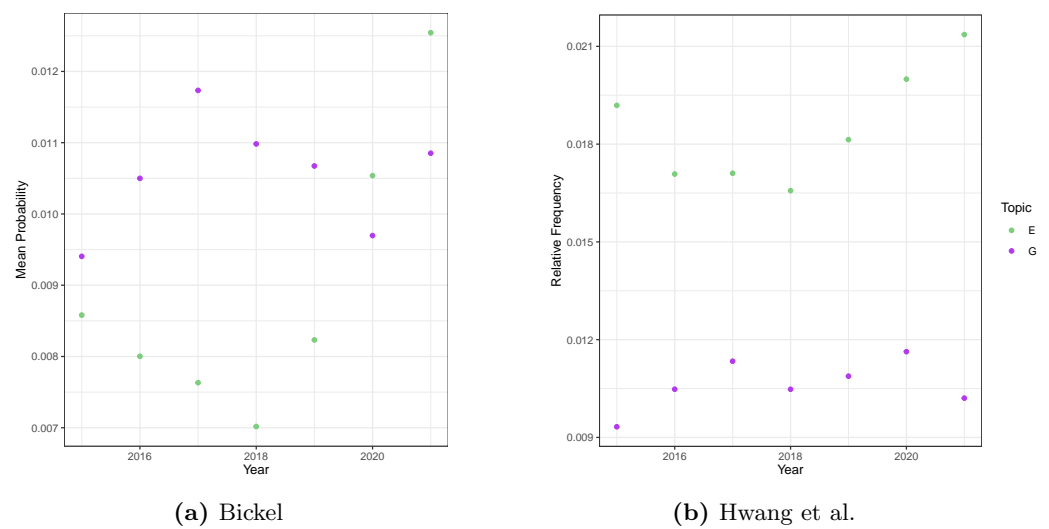 0.012
0.011
0.010
0.009
0.008
0.007
Mean Probability
2016
2018
2020
Year
(a) Bickel
0.021
0.018
0.015
0.012
0.009
Relative Frequency
2016
2018
2020
Year
(b) Hwang et al.
Topic
E
G